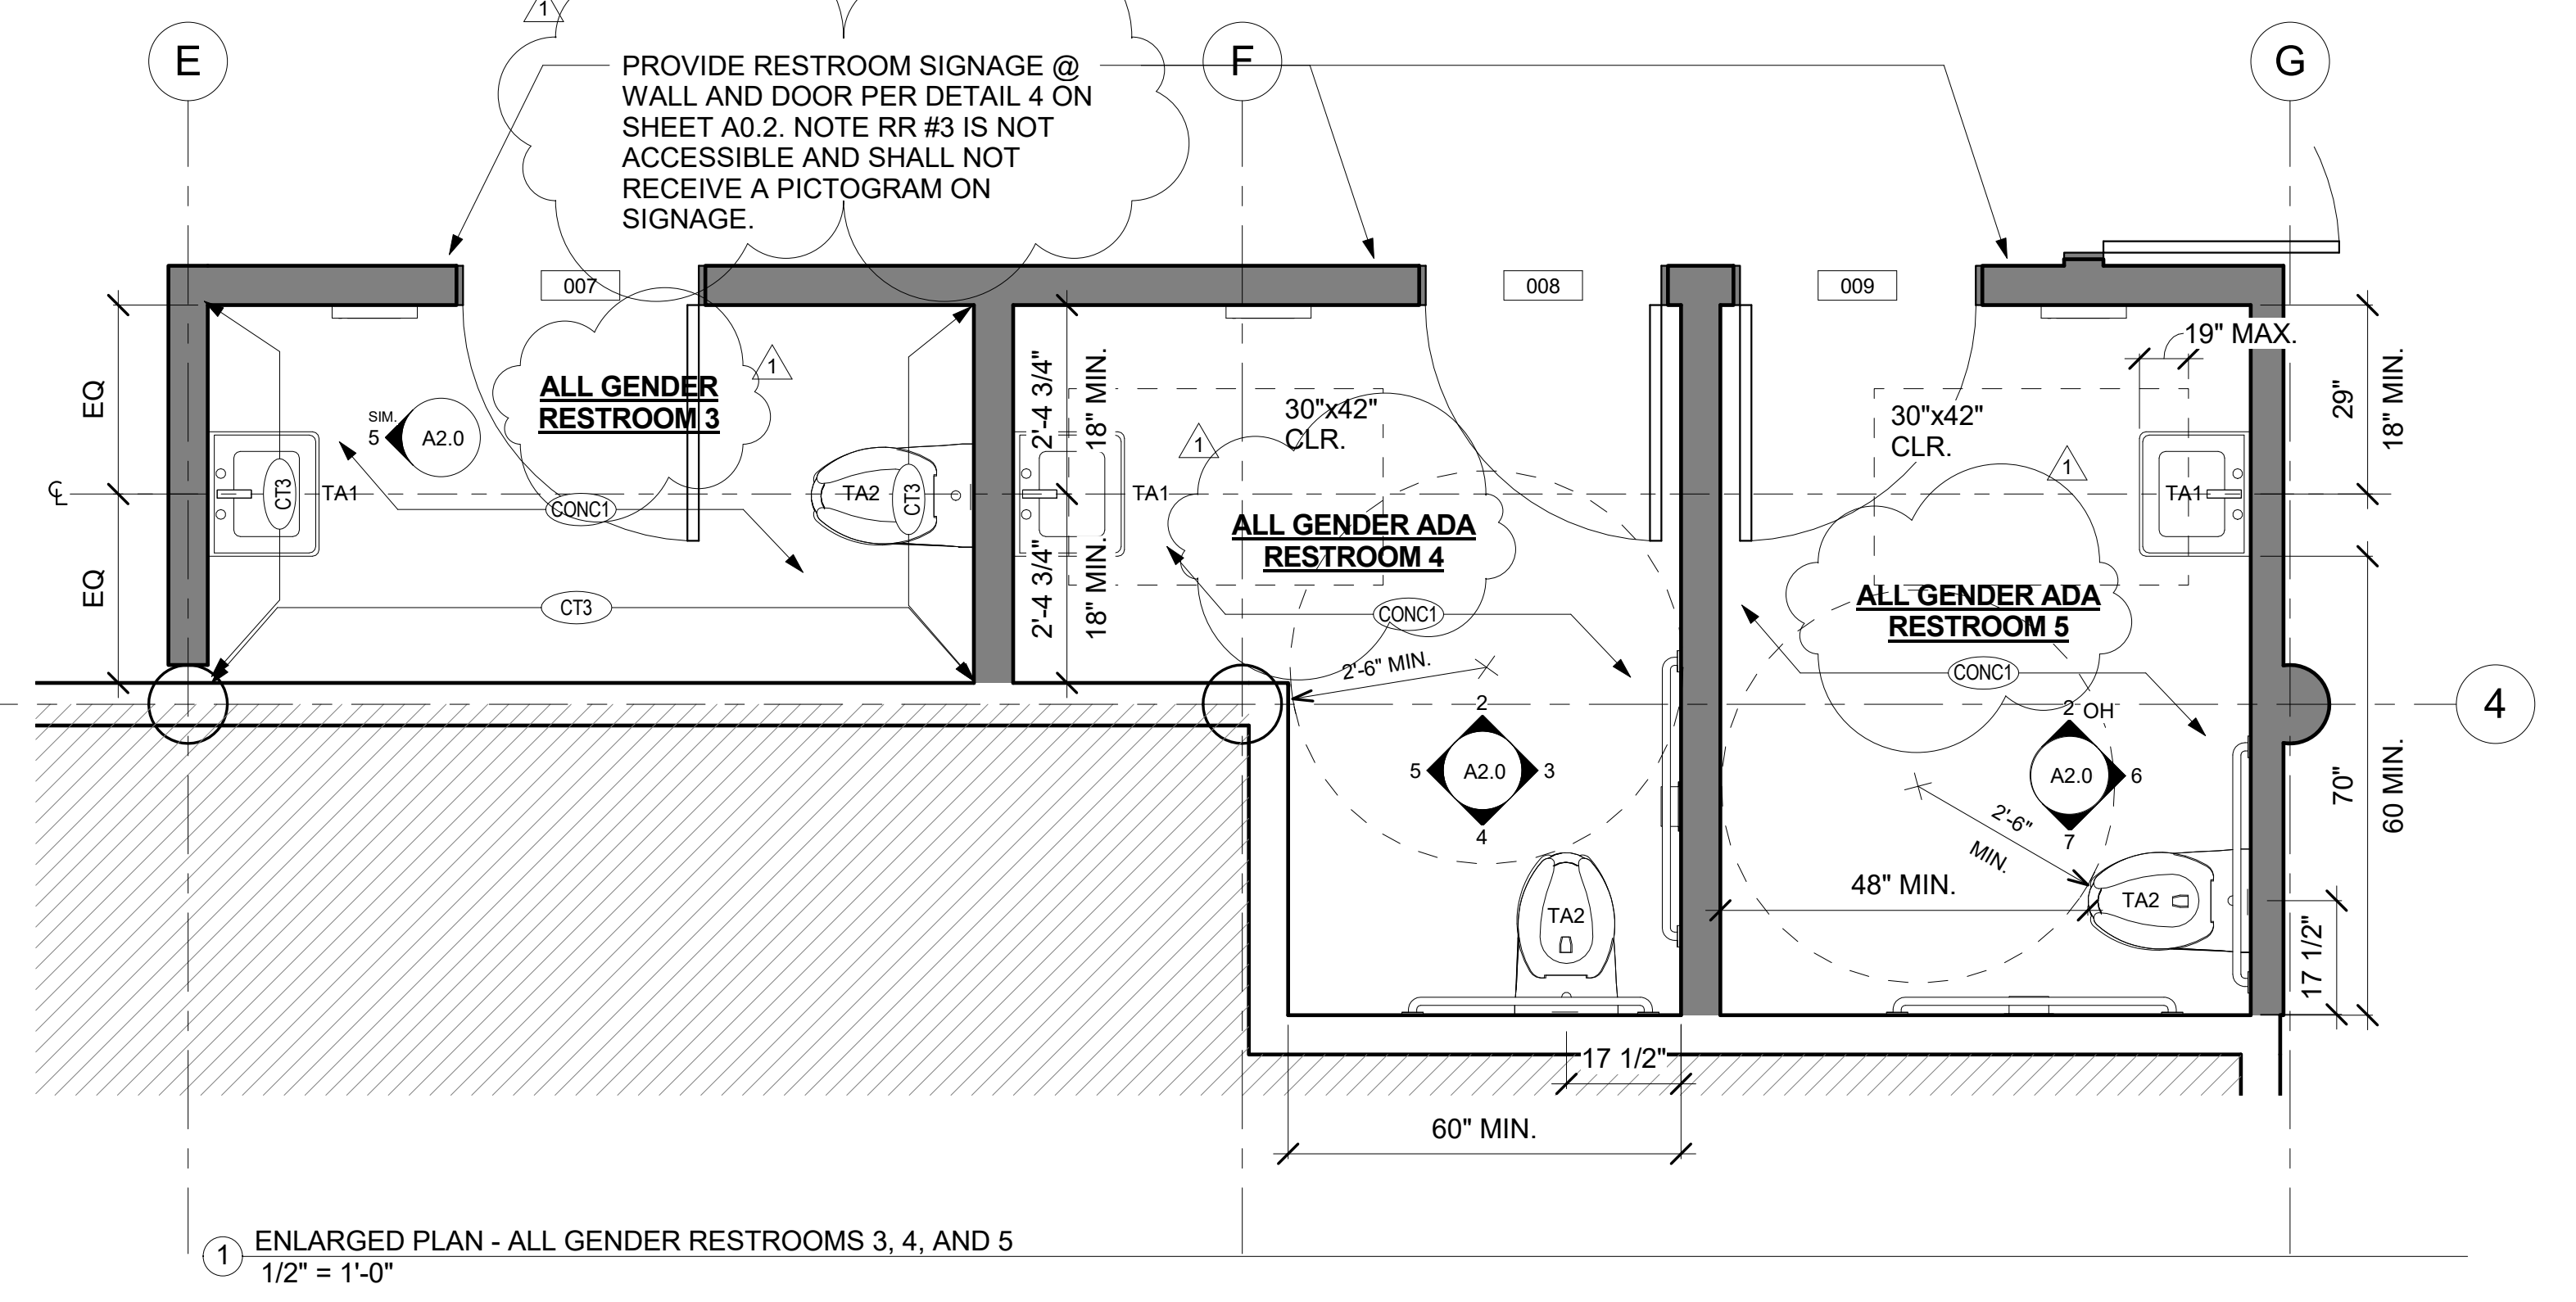 1
E
F
G
PROVIDE RESTROOM SIGNAGE @
WALL AND DOOR PER DETAIL 4 ON
SHEET A0.2. NOTE RR #3 IS NOT
ACCESSIBLE AND SHALL NOT
RECEIVE A PICTOGRAM ON
SIGNAGE.
007
008
009
EQ
EQ
℄
SIM.
5
A2.0
ALL GENDER
RESTROOM 3
1
CT3
TA1
CONC1
TA2
CT3
CT3
2'-4 3/4"
18" MIN.
2'-4 3/4"
18" MIN.
TA1
30"x42"
CLR.
1
ALL GENDER ADA
RESTROOM 4
CONC1
2'-6" MIN.
2
5
A2.0
3
4
TA2
17 1/2"
60" MIN.
30"x42"
CLR.
1
19" MAX.
TA1
ALL GENDER ADA
RESTROOM 5
CONC1
2
OH
A2.0
6
7
2'-6"
MIN.
48" MIN.
TA2
29"
18" MIN.
70"
60 MIN.
17 1/2"
4
1
ENLARGED PLAN - ALL GENDER RESTROOMS 3, 4, AND 5
1/2" = 1'-0"